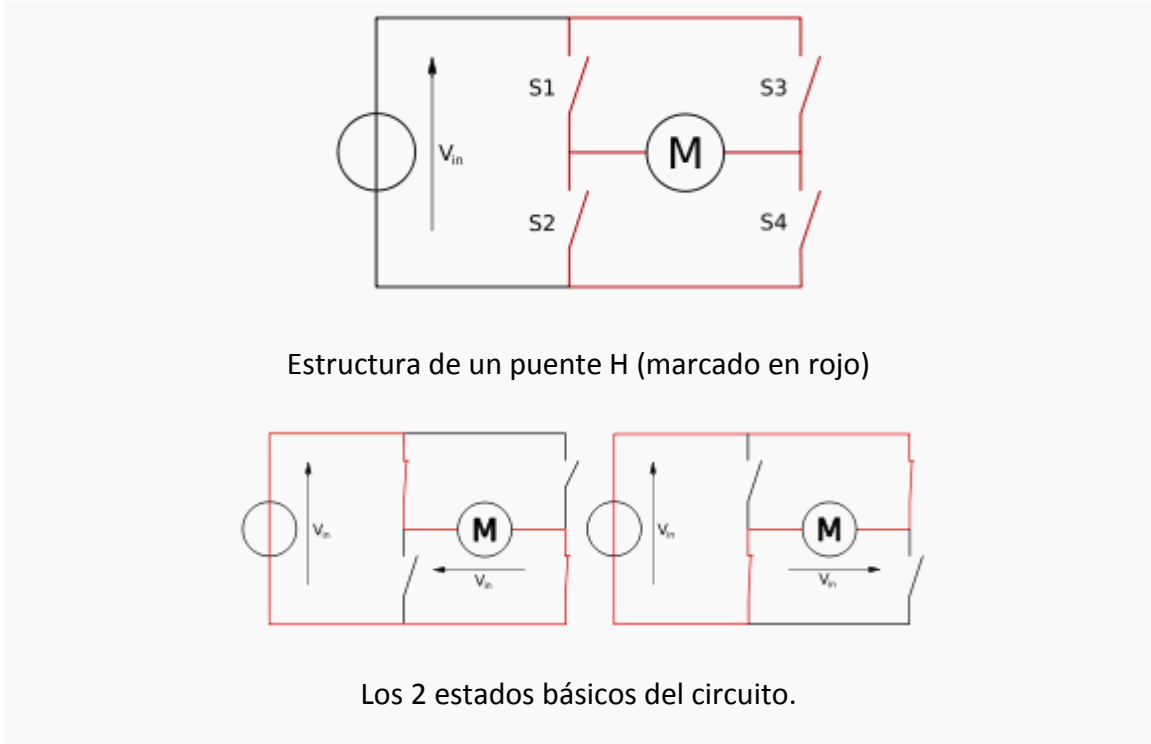 S1
S3
Vin
M
S2
S4
Estructura de un puente H (marcado en rojo)
Vin
M
Vin
Vin
M
Vin
Los 2 estados básicos del circuito.